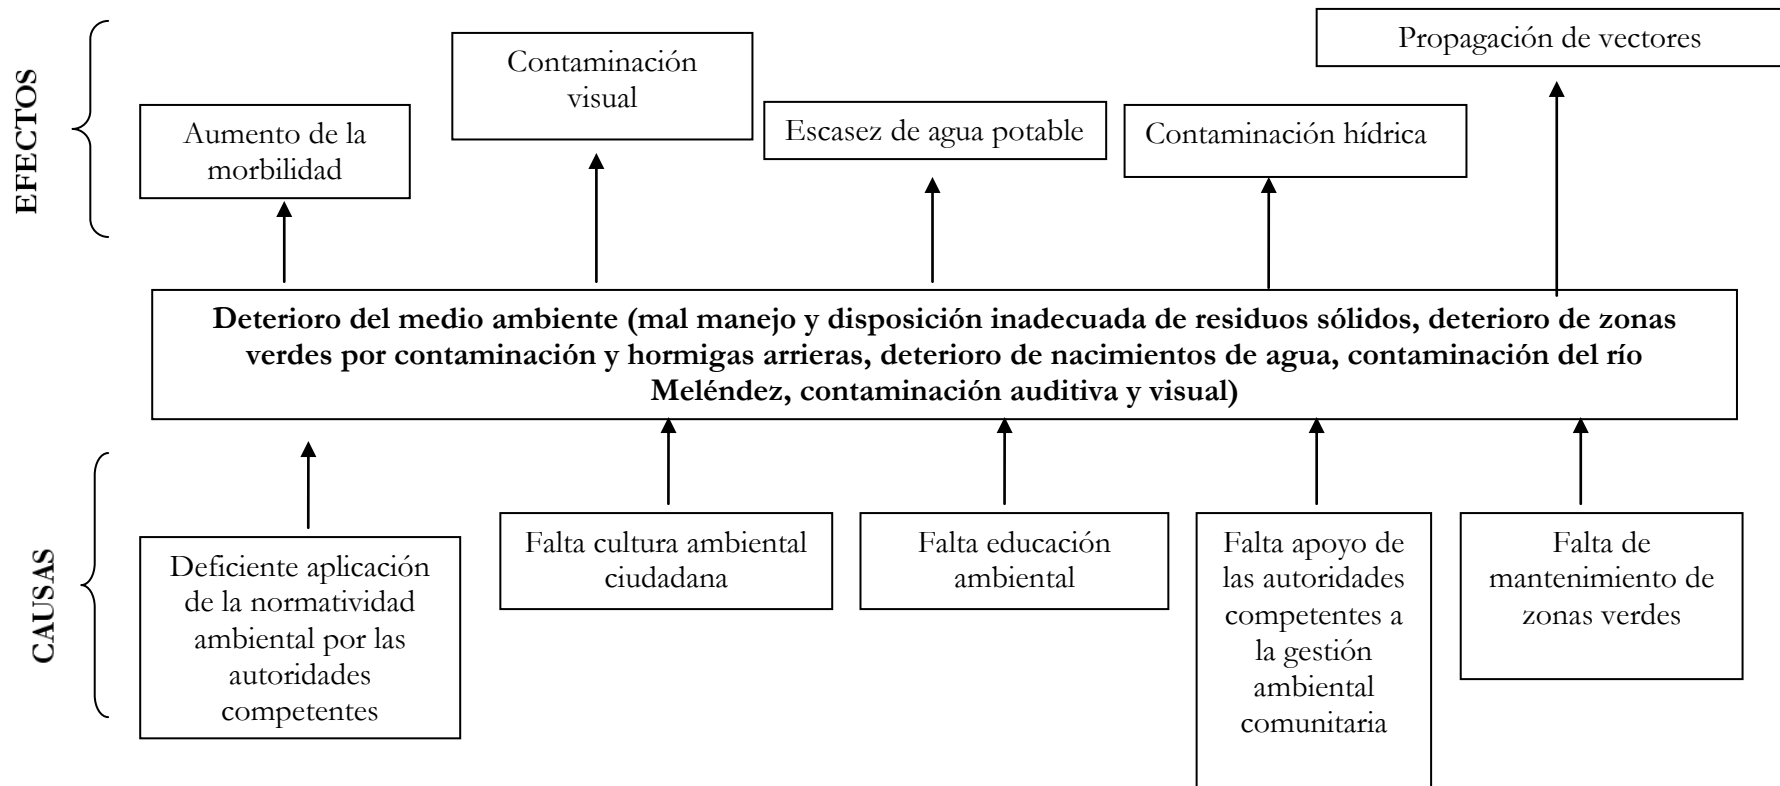 EFECTOS
Aumento de la
morbilidad
Contaminación
visual
Escasez de agua potable
Contaminación hídrica
Propagación de vectores
Deterioro del medio ambiente (mal manejo y disposición inadecuada de residuos sólidos, deterioro de zonas
verdes por contaminación y hormigas arrieras, deterioro de nacimientos de agua, contaminación del río
Meléndez, contaminación auditiva y visual)
CAUSAS
Deficiente aplicación
de la normatividad
ambiental por las
autoridades
competentes
Falta cultura ambiental
ciudadana
Falta educación
ambiental
Falta apoyo de
las autoridades
competentes a
la gestión
ambiental
comunitaria
Falta de
mantenimiento de
zonas verdes